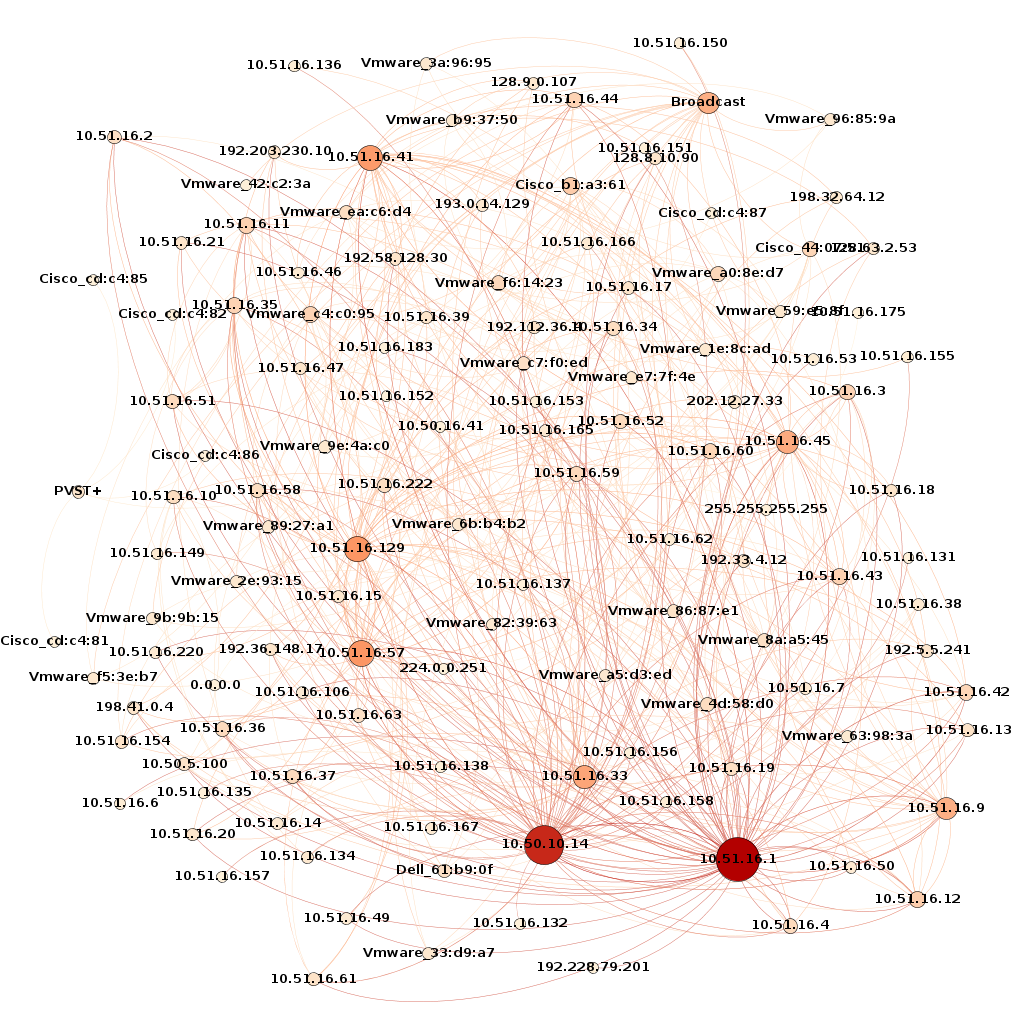 10.51.16.150
10.51.16.136
Vmware_3a:96:95
128.9.0.107
10.51.16.44
Broadcast
Vmware_b9:37:50
Vmware_96:85:9a
10.51.16.2
192.203.230.10
10.51.16.41
10.51.16.151
128.8.10.90
Vmware_42:c2:3a
Cisco_b1:a3:61
198.32.64.12
193.0.14.129
Vmware_ea:c6:d4
Cisco_cd:c4:87
10.51.16.11
10.51.16.21
10.51.16.166
128.63.2.53
192.58.128.30
10.51.16.46
Vmware_a0:8e:d7
Cisco_cd:c4:85
Vmware_f6:14:23
10.51.16.17
10.51.16.35
Cisco_cd:c4:82
Vmware_c4:c0:95
10.51.16.39
10.51.16.175
192.112.36.4
10.51.16.34
10.51.16.183
Vmware_1e:8c:ad
10.51.16.53
10.51.16.155
10.51.16.47
Vmware_c7:f0:ed
Vmware_e7:7f:4e
10.51.16.3
10.51.16.51
10.51.16.152
10.51.16.153
202.12.27.33
10.50.16.41
10.51.16.165
10.51.16.52
10.51.16.45
Cisco_cd:c4:86
Vmware_9e:4a:c0
10.51.16.60
10.51.16.59
PVST+
10.51.16.10
10.51.16.58
10.51.16.222
10.51.16.18
255.255.255.255
Vmware_89:27:a1
Vmware_6b:b4:b2
10.51.16.62
10.51.16.149
10.51.16.129
192.33.4.12
10.51.16.131
Vmware_2e:93:15
10.51.16.137
10.51.16.43
10.51.16.15
10.51.16.38
Vmware_9b:9b:15
Vmware_82:39:63
Vmware_86:87:e1
Cisco_cd:c4:81
10.51.16.220
192.36.148.17
10.51.16.57
Vmware_8a:a5:45
192.5.5.241
224.0.0.251
Vmware_f5:3e:b7
0.0.0.0
10.51.16.106
Vmware_a5:d3:ed
10.51.16.7
10.51.16.42
198.41.0.4
10.51.16.63
Vmware_4d:58:d0
10.51.16.36
10.51.16.13
10.51.16.154
Vmware_63:98:3a
10.51.16.156
10.50.5.100
10.51.16.37
10.51.16.138
10.51.16.33
10.51.16.19
10.51.16.135
10.51.16.6
10.51.16.158
10.51.16.9
10.51.16.14
10.51.16.20
10.51.16.167
10.50.10.14
10.51.16.134
10.51.16.1
Dell_61:b9:0f
10.51.16.50
10.51.16.157
10.51.16.12
10.51.16.49
10.51.16.132
10.51.16.4
Vmware_33:d9:a7
192.228.79.201
10.51.16.61